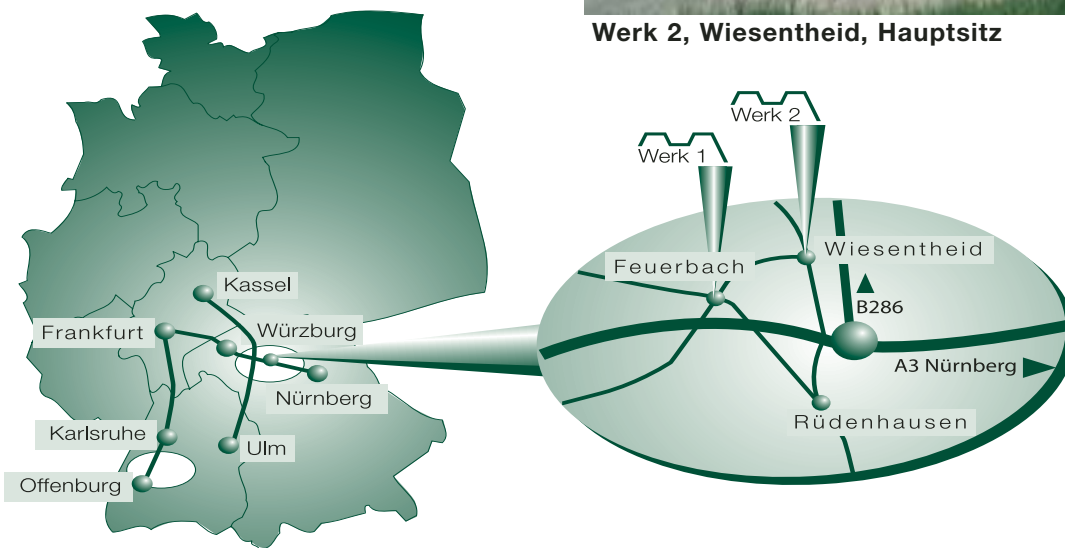 Werk 2, Wiesentheid, Hauptsitz
Werk 2
Werk 1
Wiesentheid
Feuerbach
B286
A3 Nürnberg
Rüdenhausen
Kassel
Frankfurt
Würzburg
Nürnberg
Karlsruhe
Ulm
Offenburg